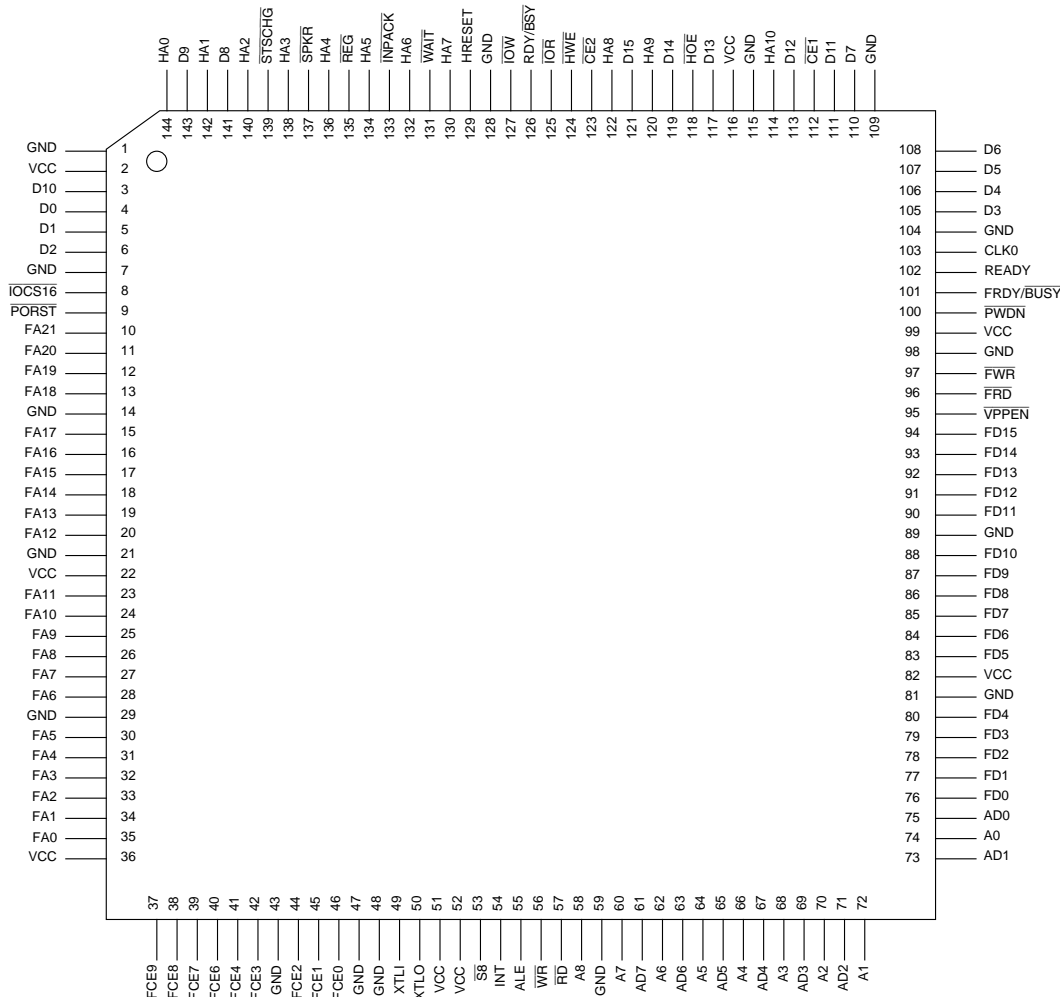 HA0
D9
HA1
D8
HA2
STSCHG
HA3
SPKR
HA4
REG
HA5
INPACK
HA6
WAIT
HA7
HRESET
GND
IOW
RDY/BSY
IOR
HWE
CE2
HA8
D15
HA9
D14
HOE
D13
VCC
GND
HA10
D12
CE1
D11
D7
GND
144
143
142
141
140
139
138
137
136
135
134
133
132
131
130
129
128
127
126
125
124
123
122
121
120
119
118
117
116
115
114
113
112
111
110
109
GND 1
VCC 2
D10 3
D0 4
D1 5
D2 6
GND 7
IOCS16 8
PORST 9
FA21 10
FA20 11
FA19 12
FA18 13
GND 14
FA17 15
FA16 16
FA15 17
FA14 18
FA13 19
FA12 20
GND 21
VCC 22
FA11 23
FA10 24
FA9 25
FA8 26
FA7 27
FA6 28
GND 29
FA5 30
FA4 31
FA3 32
FA2 33
FA1 34
FA0 35
VCC 36
108 D6
107 D5
106 D4
105 D3
104 GND
103 CLK0
102 READY
101 FRDY/BUSY
100 PWDN
99 VCC
98 GND
97 FWR
96 FRD
95 VPPEN
94 FD15
93 FD14
92 FD13
91 FD12
90 FD11
89 GND
88 FD10
87 FD9
86 FD8
85 FD7
84 FD6
83 FD5
82 VCC
81 GND
80 FD4
79 FD3
78 FD2
77 FD1
76 FD0
75 AD0
74 A0
73 AD1
37
38
39
40
41
42
43
44
45
46
47
48
49
50
51
52
53
54
55
56
57
58
59
60
61
62
63
64
65
66
67
68
69
70
71
72
FCE9
FCE8
FCE7
FCE6
FCE4
FCE3
GND
FCE2
FCE1
FCE0
GND
GND
XTLI
XTLO
VCC
VCC
S8
INT
ALE
WR
RD
A8
GND
A7
AD7
A6
AD6
A5
AD5
A4
AD4
A3
AD3
A2
AD2
A1